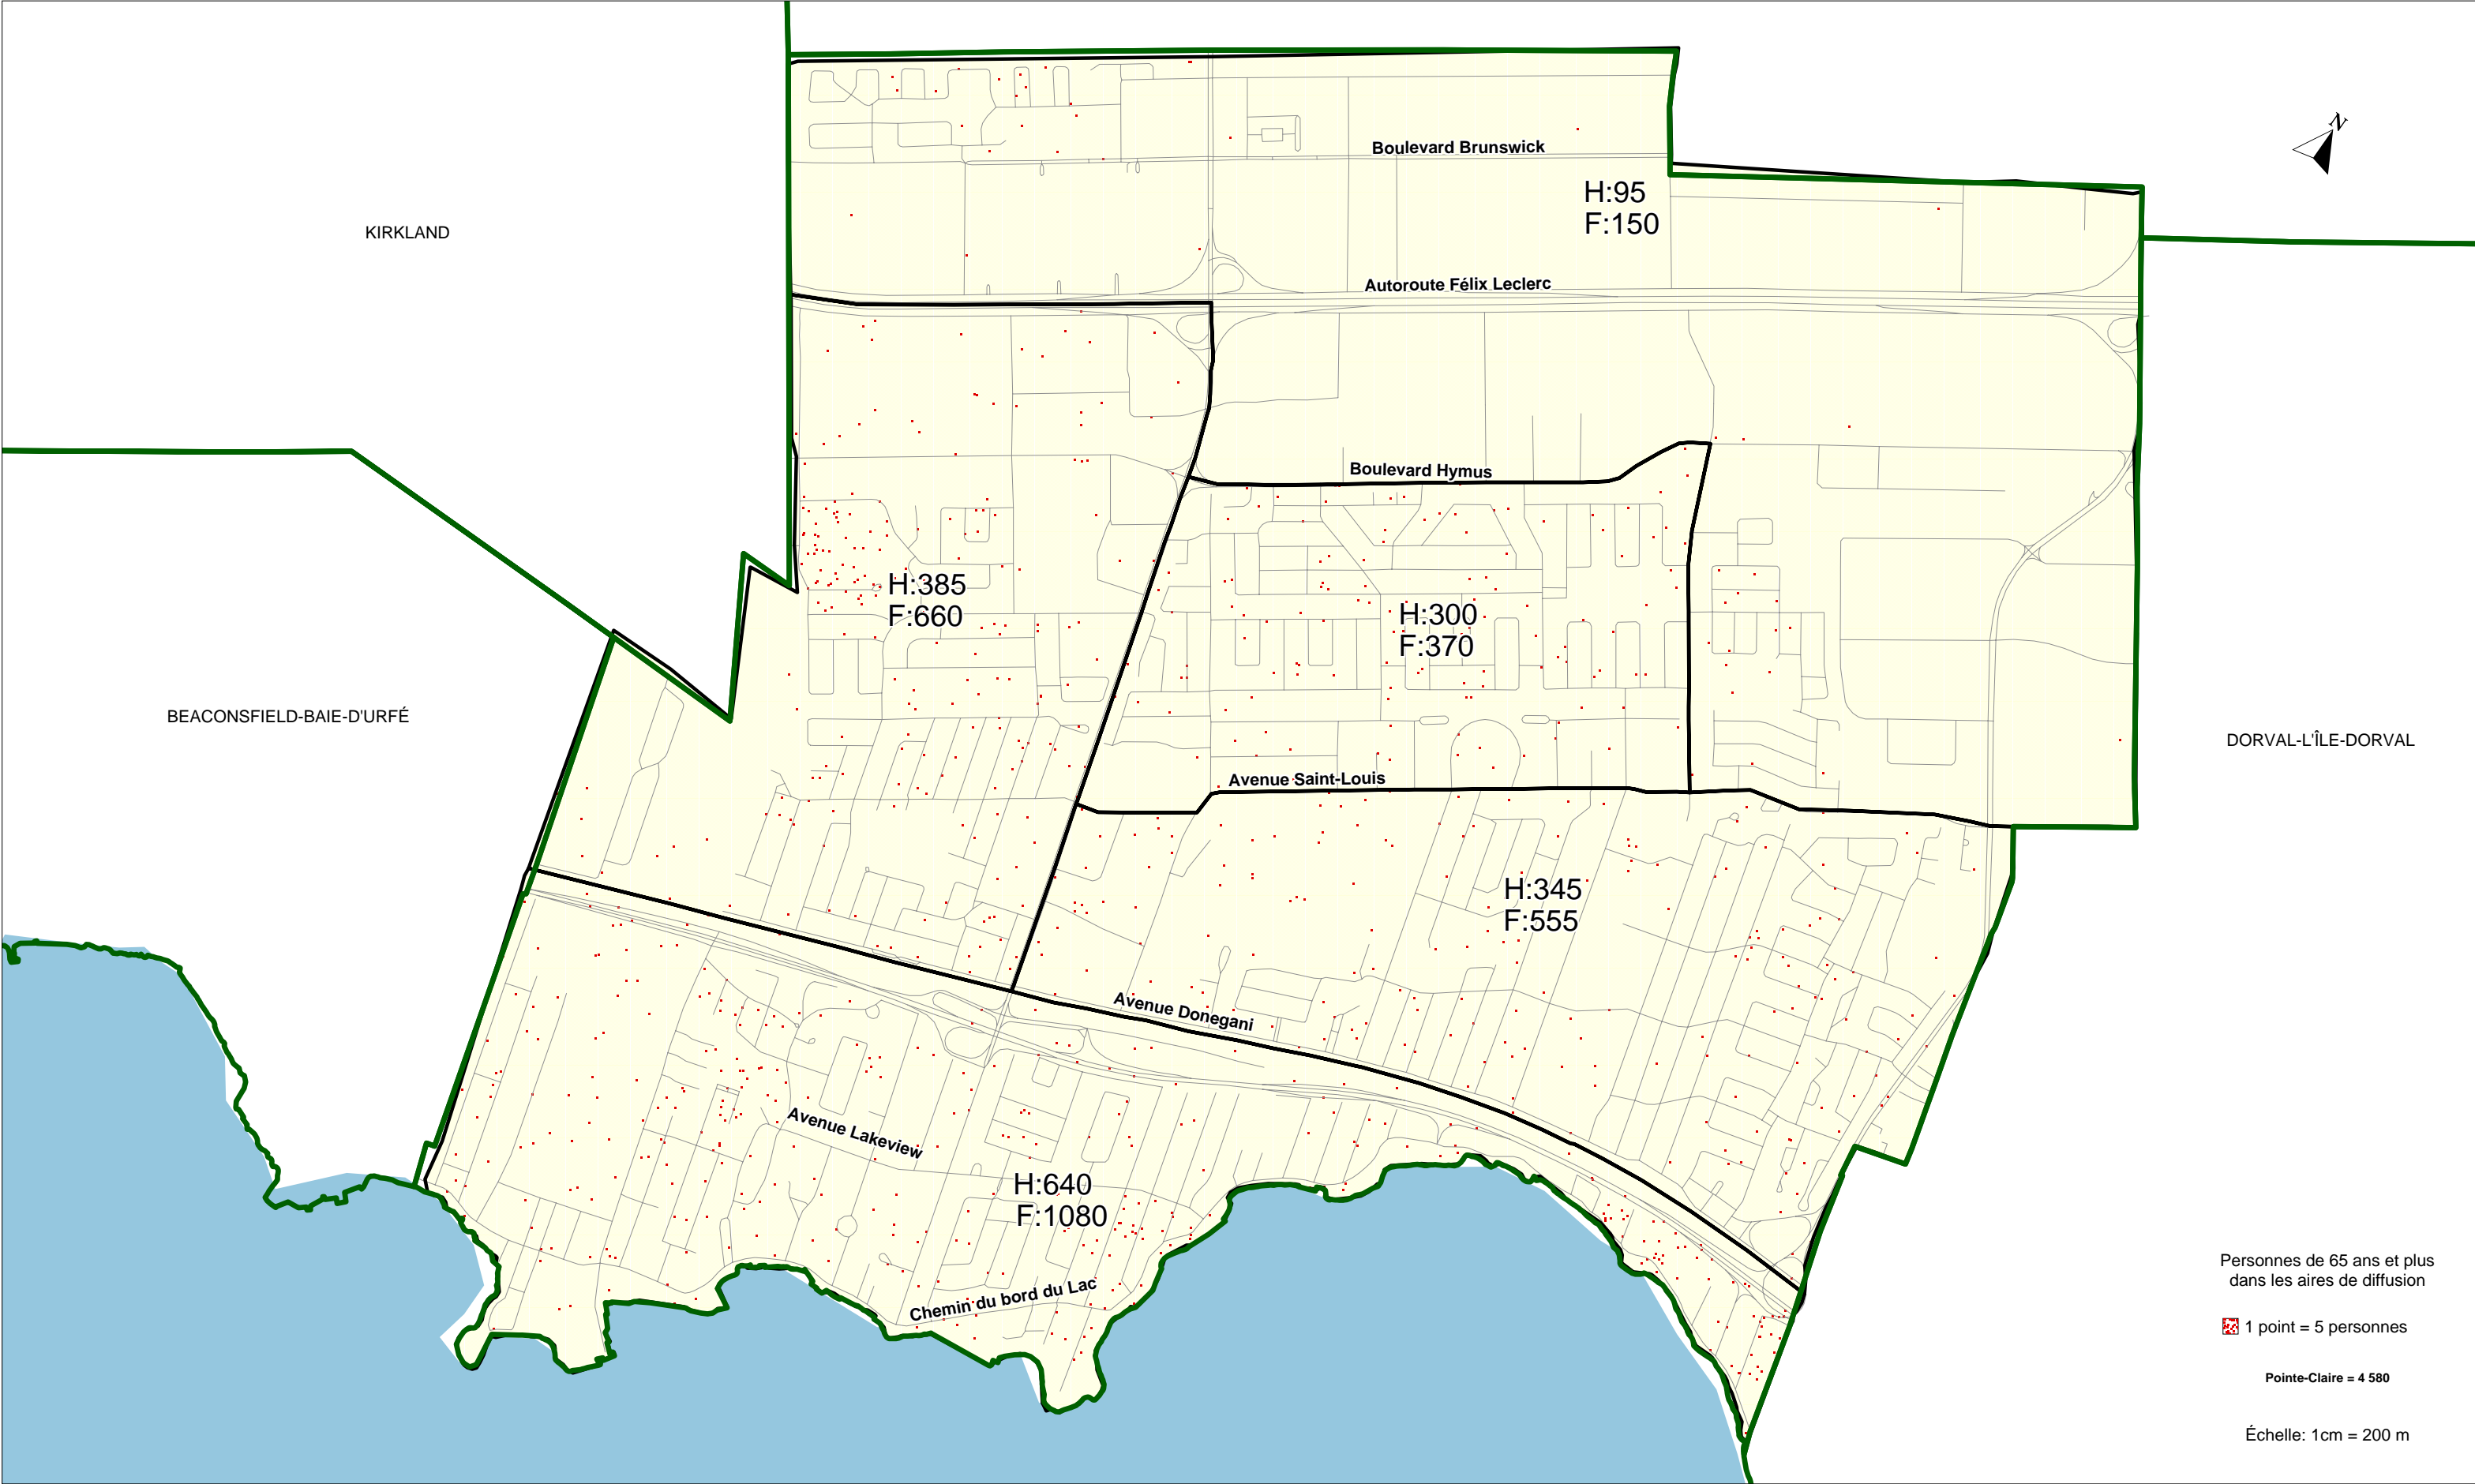 N
Boulevard Brunswick
H:95
F:150
KIRKLAND
Autoroute Félix Leclerc
Boulevard Hymus
H:385
F:660
H:300
F:370
BEACONSFIELD-BAIE-D'URFÉ
DORVAL-L'ÎLE-DORVAL
Avenue Saint-Louis
H:345
F:555
Avenue Donegani
Avenue Lakeview
H:640
F:1080
Chemin du bord du Lac
Personnes de 65 ans et plus
dans les aires de diffusion
1 point = 5 personnes
Pointe-Claire = 4 580
Échelle: 1cm = 200 m